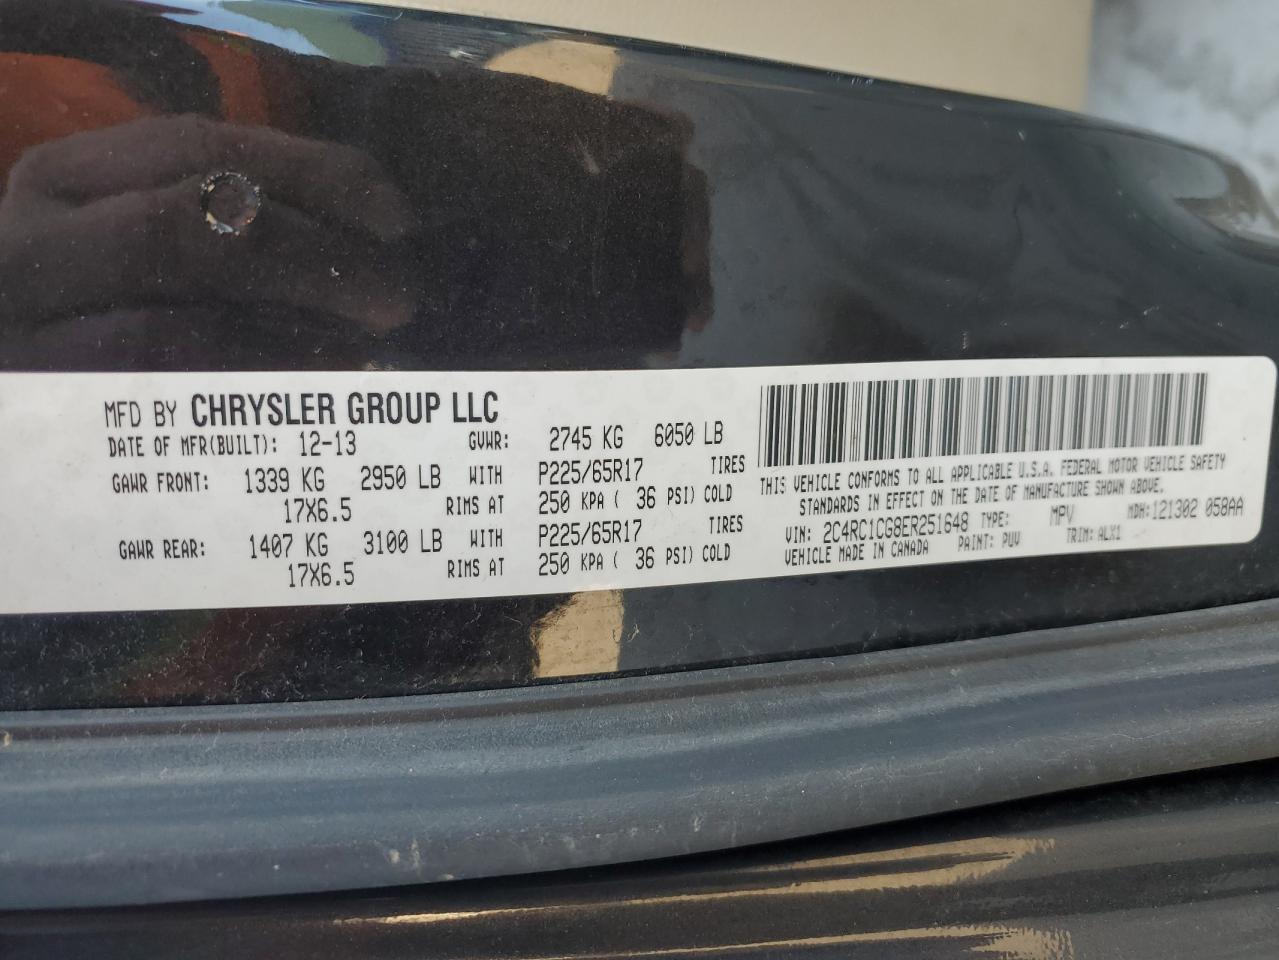 MFD BY CHRYSLER GROUP LLC
DATE OF MFR(BUILT): 12-13 GVWR: 2745 KG 6050 LB
GAWR FRONT: 1339 KG 2950 LB WITH P225/65R17 TIRES
17X6.5 RIMS AT 250 KPA ( 36 PSI) COLD
GAWR REAR: 1407 KG 3100 LB WITH P225/65R17 TIRES
17X6.5 RIMS AT 250 KPA ( 36 PSI) COLD
THIS VEHICLE CONFORMS TO ALL APPLICABLE U.S.A. FEDERAL MOTOR VEHICLE SAFETY
STANDARDS IN EFFECT ON THE DATE OF MANUFACTURE SHOWN ABOVE.
VIN: 2C4RC1CG8ER251648 TYPE: MPV MDH:121302 058AA
VEHICLE MADE IN CANADA PAINT: PUV TRIM: ALX1